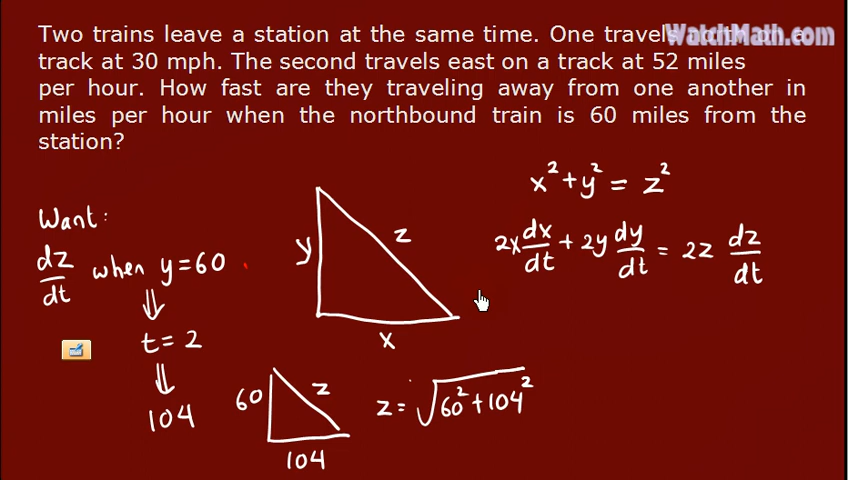 WatchMath.com
Two trains leave a station at the same time. One travels north on a
track at 30 mph. The second travels east on a track at 52 miles
per hour. How fast are they traveling away from one another in
miles per hour when the northbound train is 60 miles from the
station?
x² + y² = z²
Want:
dz/dt when y=60
y
z
x
2x dx/dt + 2y dy/dt = 2z dz/dt
⇓
t = 2
⇓
104
60
z
104
z = √60² + 104²